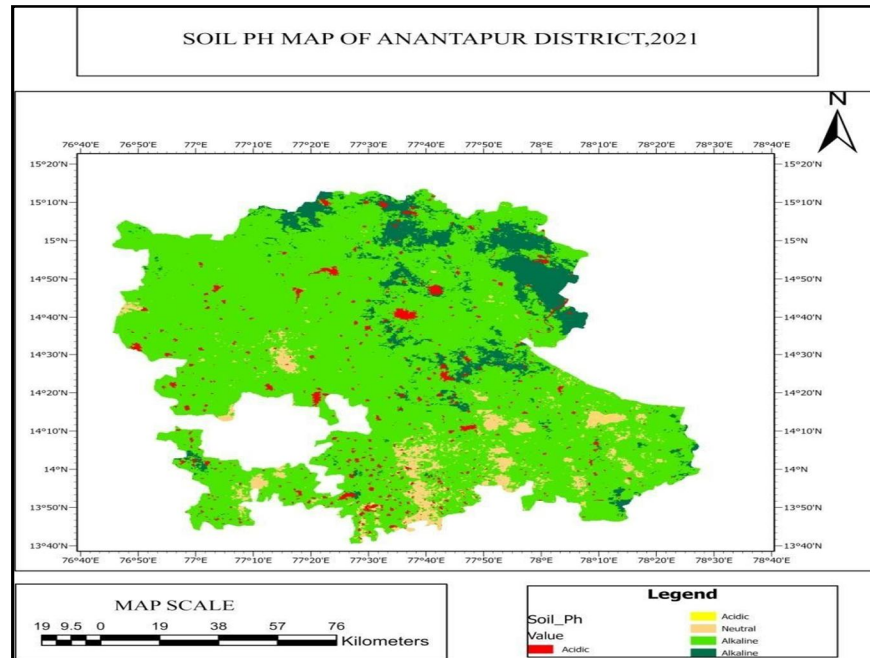 SOIL PH MAP OF ANANTAPUR DISTRICT,2021
N
76°40'E 76°50'E 77°0'E 77°10'E 77°20'E 77°30'E 77°40'E 77°50'E 78°0'E 78°10'E 78°20'E 78°30'E 78°40'E
15°20'N 15°20'N
15°10'N 15°10'N
15°N 15°N
14°50'N 14°50'N
14°40'N 14°40'N
14°30'N 14°30'N
14°20'N 14°20'N
14°10'N 14°10'N
14°N 14°N
13°50'N 13°50'N
13°40'N 13°40'N
76°40'E 76°50'E 77°0'E 77°10'E 77°20'E 77°30'E 77°40'E 77°50'E 78°0'E 78°10'E 78°20'E 78°30'E 78°40'E
MAP SCALE
19 9.5 0 19 38 57 76
Kilometers
Legend
Soil_Ph
Value
Acidic
Acidic
Neutral
Alkaline
Alkaline